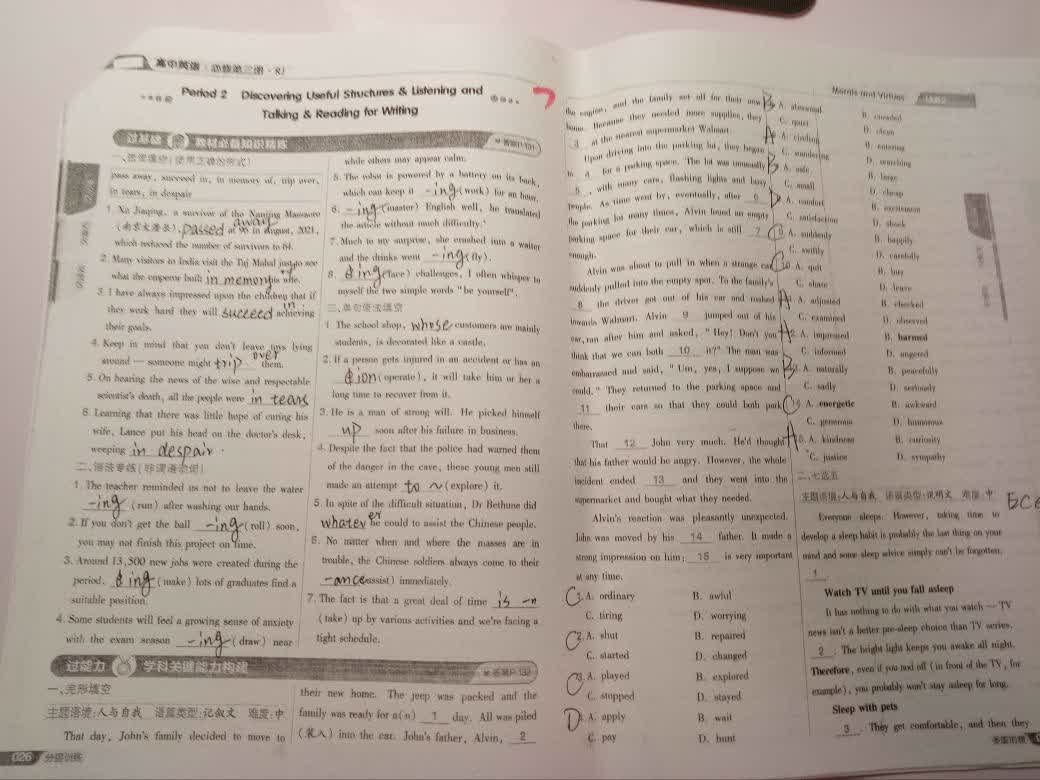 高中英语(必修第三册·RJ)
Period 2 Discovering Useful Structures & Listening and
Talking & Reading for Writing
过基础 教材必备知识精练
pass away, succeed in, in memory of, trip over,
in tears, in despair
1. Xu Jiaqing, a survivor of the Nanjing Massacre
(南京大屠杀), passed away at 96 in August, 2021,
which reduced the number of survivors to 64.
2. Many visitors to India visit the Taj Mahal just to see
what the emperor built in memory of his wife.
3. I have always impressed upon the children that if
they work hard they will succeed in achieving
their goals.
4. Keep in mind that you don't leave toys lying
around — someone might trip over them.
5. On hearing the news of the wise and respectable
scientist's death, all the people were in tears
6. Learning that there was little hope of curing his
wife, Lance put his head on the doctor's desk,
weeping in despair.
二、语法专练(非谓语动词)
1. The teacher reminded us not to leave the water
-ing (run) after washing our hands.
2. If you don't get the ball -ing (roll) soon,
you may not finish this project on time.
3. Around 13,500 new jobs were created during the
period, ing (make) lots of graduates find a
suitable position.
4. Some students will feel a growing sense of anxiety
with the exam season -ing (draw) near
while others may appear calm.
5. The robot is powered by a battery on its back,
which can keep it -ing (work) for an hour.
6. -ing (master) English well, he translated
the article without much difficulty.
7. Much to my surprise, she crashed into a waiter
and the drinks went -ing (fly).
8. ing (face) challenges, I often whisper to
myself the two simple words "be yourself".
三、单句语法填空
1. The school shop, whose customers are mainly
students, is decorated like a castle.
2. If a person gets injured in an accident or has an
ion (operate), it will take him or her a
long time to recover from it.
3. He is a man of strong will. He picked himself
up soon after his failure in business.
4. Despite the fact that the police had warned them
of the danger in the cave, these young men still
made an attempt to ~ (explore) it.
5. In spite of the difficult situation, Dr Bethune did
whatever he could to assist the Chinese people.
6. No matter when and where the masses are in
trouble, the Chinese soldiers always come to their
-ance (assist) immediately.
7. The fact is that a great deal of time is -n
(take) up by various activities and we're facing a
tight schedule.
过能力 学科关键能力构建
一、完形填空
主题语境:人与自我 语篇类型:记叙文 难度:中
That day, John's family decided to move to
their new home. The jeep was packed and the
family was ready for a(n) 1 day. All was piled
(装入) into the car. John's father, Alvin, 2
026 分层训练
Morals and Virtues
the engine, and the family set off for their new
home. Because they needed more supplies, they
3 at the nearest supermarket Walmart.
Upon driving into the parking lot, they began
to 4 for a parking space. The lot was unusually
5, with many cars, flashing lights and busy
people. As time went by, eventually, after 6
the parking lot many times, Alvin found an empty
parking space for their car, which is still 7
enough.
Alvin was about to pull in when a strange car
suddenly pulled into the empty spot. To the family's
8 the driver got out of his car and rushed
towards Walmart. Alvin 9 jumped out of his
car, ran after him and asked, "Hey! Don't you
think that we can both 10 it?" The man was
embarrassed and said, "Um, yes, I suppose we
could." They returned to the parking space and
11 their cars so that they could both park
there.
That 12 John very much. He'd thought
that his father would be angry. However, the whole
incident ended 13 and they went into the
supermarket and bought what they needed.
Alvin's reaction was pleasantly unexpected.
John was moved by his 14 father. It made a
strong impression on him; 15 is very important
at any time.
C 1. A. ordinary B. awful
C. tiring D. worrying
C 2. A. shut B. repaired
C. started D. changed
C 3. A. played B. explored
C. stopped D. stayed
D 4. A. apply B. wait
C. pay D. hunt
B A. abnormal B. crowded
C. quiet D. clean
A A. circling B. entering
C. wandering D. searching
B A. safe B. large
C. small D. cheap
D A. comfort B. excitement
C. satisfaction D. shock
A. suddenly B. happily
C. swiftly D. carefully
C 10. A. quit B. buy
C. share D. leave
A A. adjusted B. checked
C. examined D. observed
A 12. A. impressed B. harmed
C. informed D. angered
B A. naturally B. peacefully
C. sadly D. seriously
C A. energetic B. awkward
C. generous D. humorous
A 15. A. kindness B. curiosity
C. justice D. sympathy
二、七选五
主题语境:人与自我 语篇类型:说明文 难度:中
Everyone sleeps. However, taking time to
develop a sleep habit is probably the last thing on your
mind and some sleep advice simply can't be forgotten.
1
Watch TV until you fall asleep
It has nothing to do with what you watch — TV
news isn't a better pre-sleep choice than TV series.
2. The bright light keeps you awake all night.
Therefore, even if you nod off (in front of the TV, for
example), you probably won't stay asleep for long.
Sleep with pets
3. They get comfortable, and then they